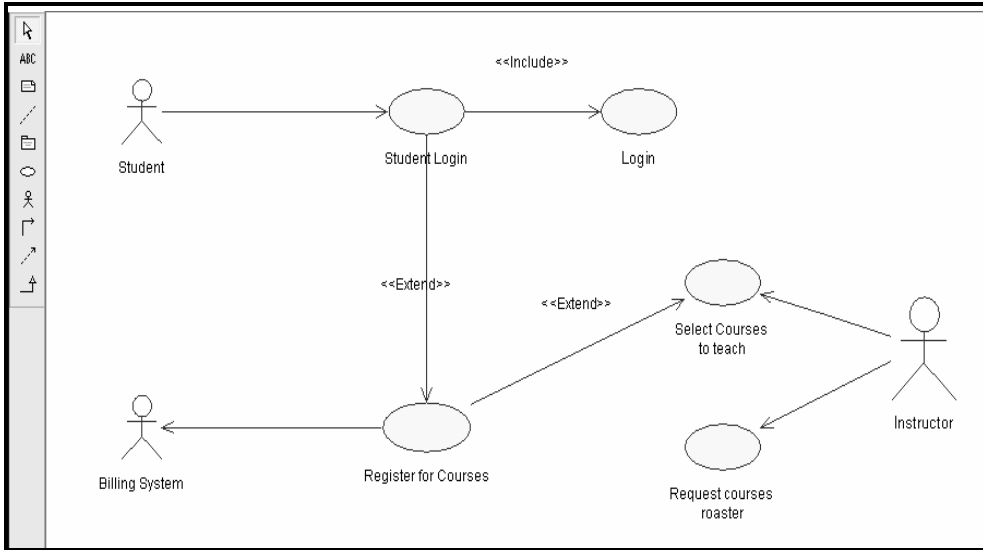 ABC
<<Include>>
Student
Student Login
Login
<<Extend>>
<<Extend>>
Select Courses
to teach
Instructor
Billing System
Register for Courses
Request courses
roaster